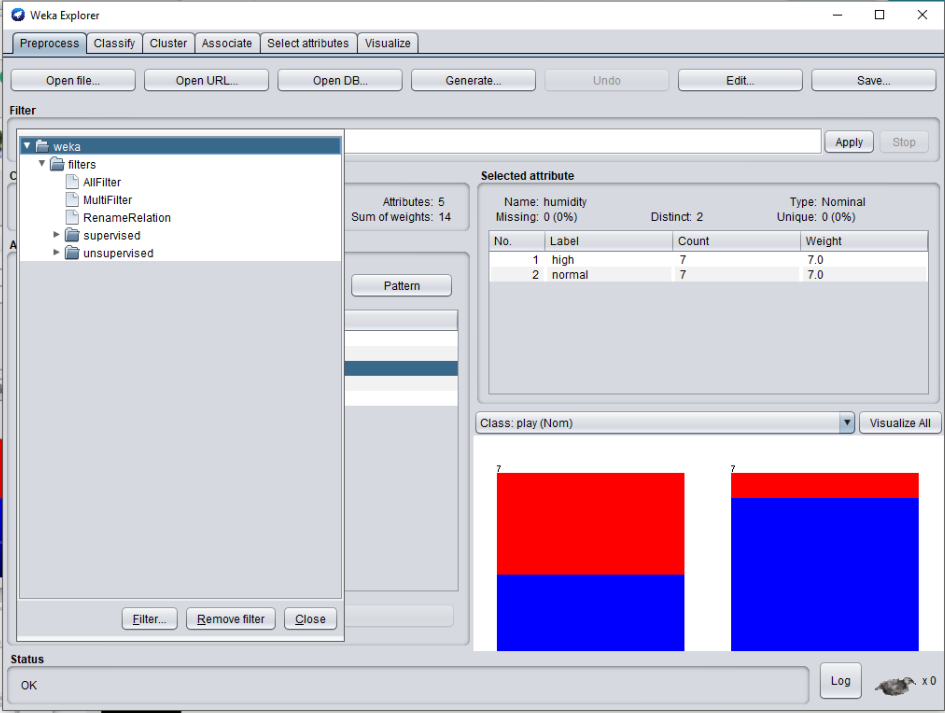 Weka Explorer
Preprocess Classify Cluster Associate Select attributes Visualize
Open file... Open URL... Open DB... Generate... Undo Edit... Save...
Filter
Apply Stop
weka
filters
AllFilter
MultiFilter
RenameRelation
supervised
unsupervised
Filter... Remove filter Close
Attributes: 5
Sum of weights: 14
Pattern
Selected attribute
Name: humidity Type: Nominal
Missing: 0 (0%) Distinct: 2 Unique: 0 (0%)
No. Label Count Weight
1 high 7 7.0
2 normal 7 7.0
Class: play (Nom) Visualize All
7 7
Status
OK
Log x 0